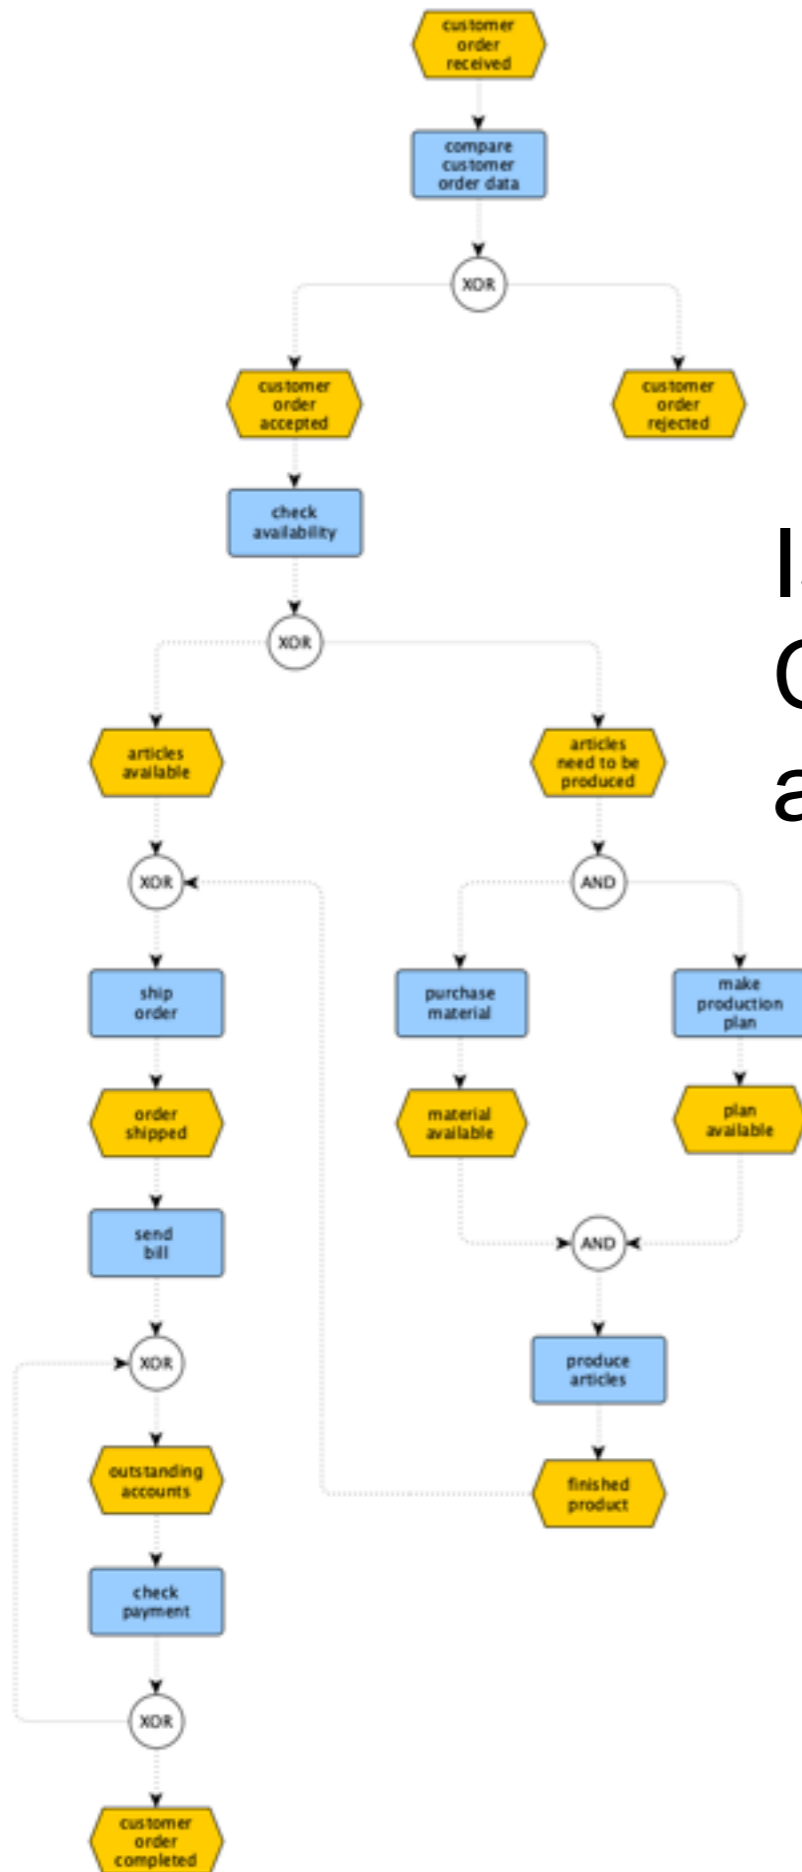 customer
order
received
compare
customer
order data
XOR
customer
order
accepted
customer
order
rejected
check
availability
XOR
articles
available
articles
need to be
produced
XOR
AND
ship
order
purchase
material
make
production
plan
order
shipped
material
available
plan
available
send
bill
AND
XOR
produce
articles
outstanding
accounts
finished
product
check
payment
XOR
customer
order
completed